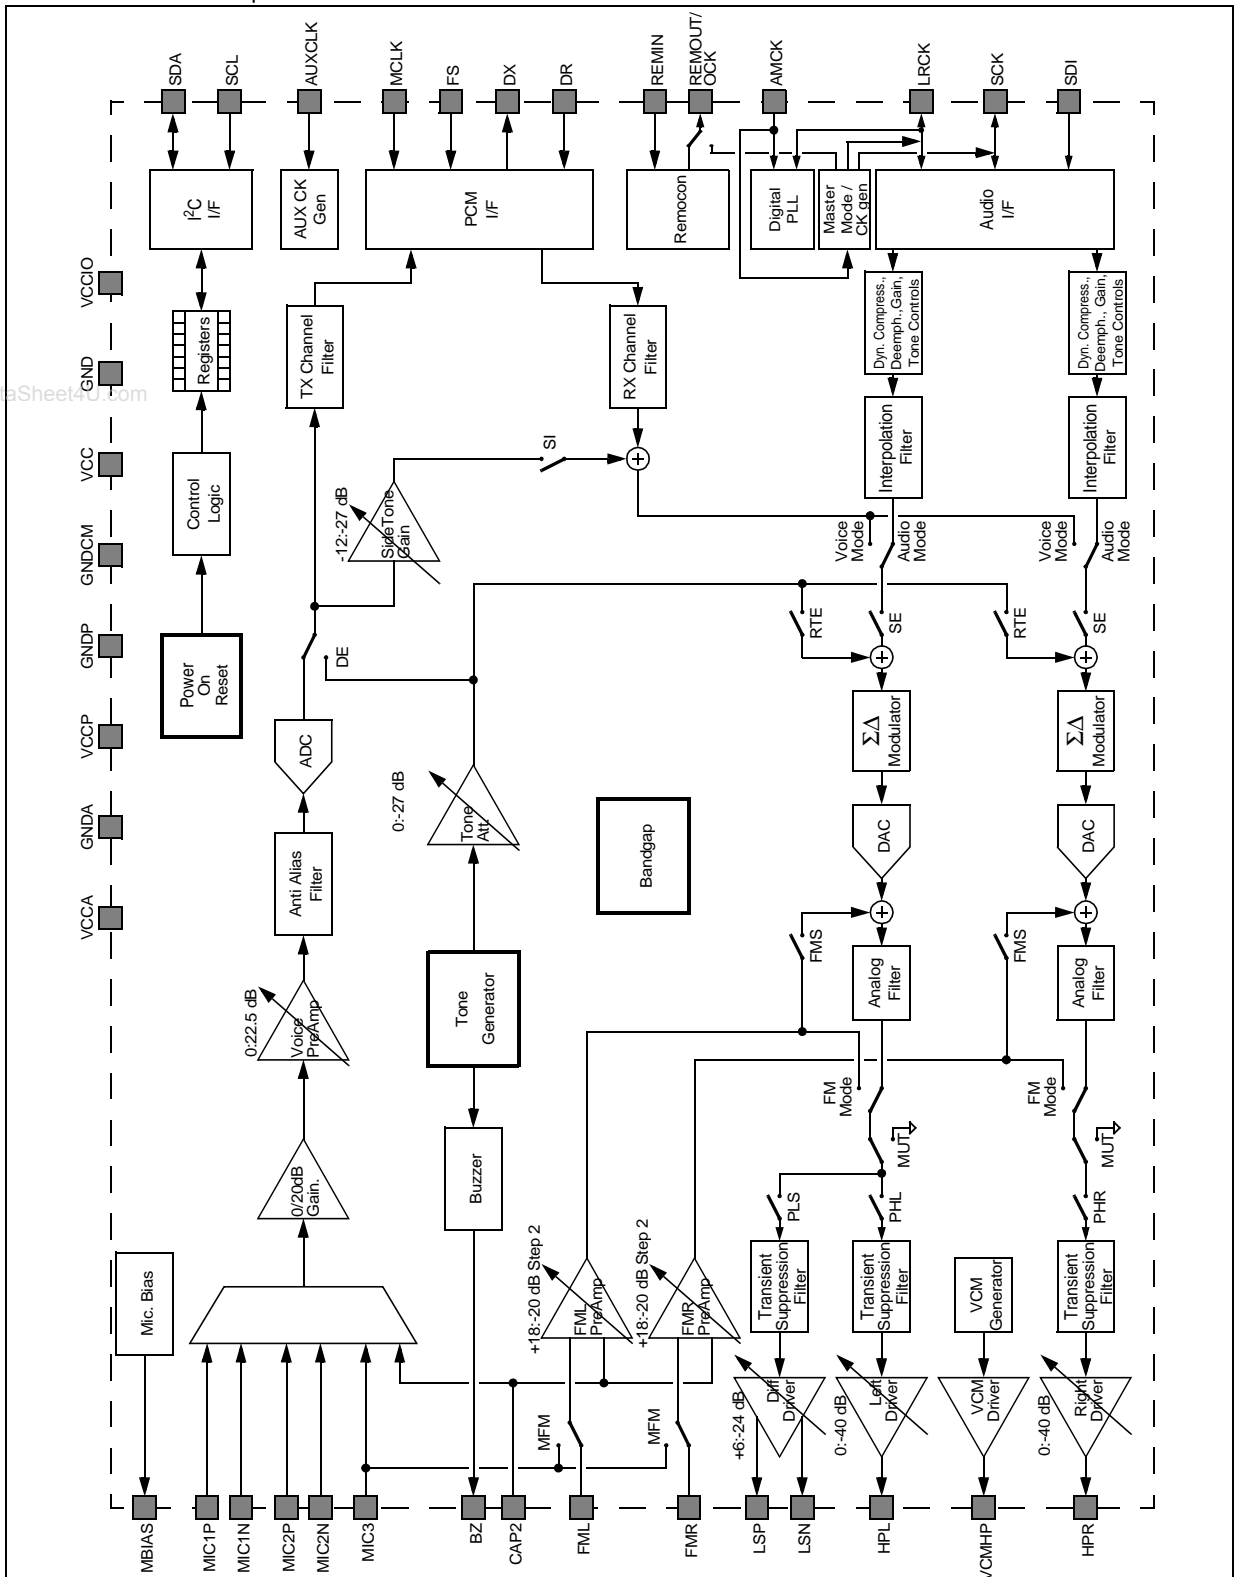 SDA
SCL
AUXCLK
MCLK
FS
DX
DR
REMIN
REMOUT/
OCK
AMCK
LRCK
SCK
SDI
I2C
I/F
AUX CK
Gen
PCM
I/F
Remocon
Digital
PLL
Master
Mode /
CK gen
Audio
I/F
VCCIO
GND
VCC
GNDCM
GNDP
VCCP
GNDA
VCCA
Registers
TX Channel
Filter
RX Channel
Filter
Dyn. Compress.,
Deemph.,Gain,
Tone Controls
Dyn. Compress.,
Deemph., Gain,
Tone Controls
taSheet4U.com
Control
Logic
-12:-27 dB
SideTone
Gain
SI
+
Interpolation
Filter
Interpolation
Filter
Voice
Mode
Audio
Mode
Voice
Mode
Audio
Mode
Power
On
Reset
DE
RTE
SE
RTE
SE
+
+
ADC
0:-27 dB
Tone
Att.
ΣΔ
Modulator
ΣΔ
Modulator
Anti Alias
Filter
Bandgap
DAC
DAC
+
+
0:22.5 dB
Voice
PreAmp
Tone
Generator
FMS
Analog
Filter
FMS
Analog
Filter
0/20dB
Gain.
Buzzer
FM
Mode
FM
Mode
MUT
MUT
PLS
PHL
PHR
Mic. Bias
+18:-20 dB Step 2
FML
PreAmp
+18:-20 dB Step 2
FMR
PreAmp
Transient
Suppression
Filter
Transient
Suppression
Filter
VCM
Generator
Transient
Suppression
Filter
MFM
MFM
+6:-24 dB
Diff
Driver
0:-40 dB
Left
Driver
VCM
Driver
0:-40 dB
Right
Driver
MBIAS
MIC1P
MIC1N
MIC2P
MIC2N
MIC3
BZ
CAP2
FML
FMR
LSP
LSN
HPL
VCMHP
HPR